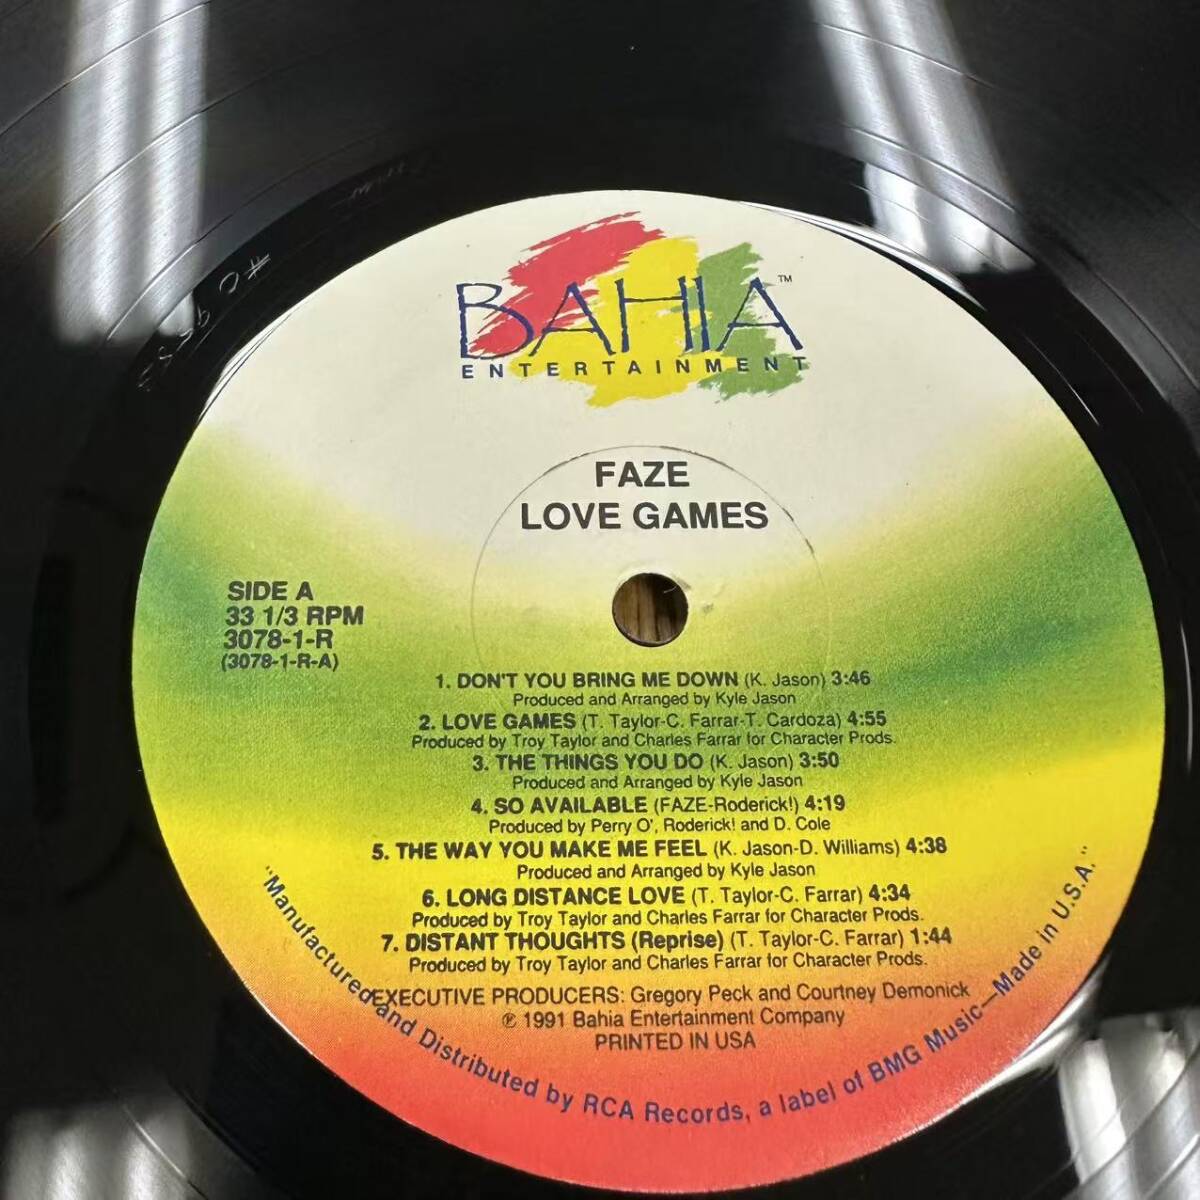 BAHIA™
ENTERTAINMENT
FAZE
LOVE GAMES
SIDE A
33 1/3 RPM
3078-1-R
(3078-1-R-A)
1. DON'T YOU BRING ME DOWN (K. Jason) 3:46
Produced and Arranged by Kyle Jason
2. LOVE GAMES (T. Taylor-C. Farrar-T. Cardoza) 4:55
Produced by Troy Taylor and Charles Farrar for Character Prods.
3. THE THINGS YOU DO (K. Jason) 3:50
Produced and Arranged by Kyle Jason
4. SO AVAILABLE (FAZE-Roderick!) 4:19
Produced by Perry O', Roderick! and D. Cole
5. THE WAY YOU MAKE ME FEEL (K. Jason-D. Williams) 4:38
Produced and Arranged by Kyle Jason
6. LONG DISTANCE LOVE (T. Taylor-C. Farrar) 4:34
Produced by Troy Taylor and Charles Farrar for Character Prods.
7. DISTANT THOUGHTS (Reprise) (T. Taylor-C. Farrar) 1:44
Produced by Troy Taylor and Charles Farrar for Character Prods.
EXECUTIVE PRODUCERS: Gregory Peck and Courtney Demonick
℗ 1991 Bahia Entertainment Company
PRINTED IN USA
"Manufactured and Distributed by RCA Records, a label of BMG Music—Made in U.S.A."